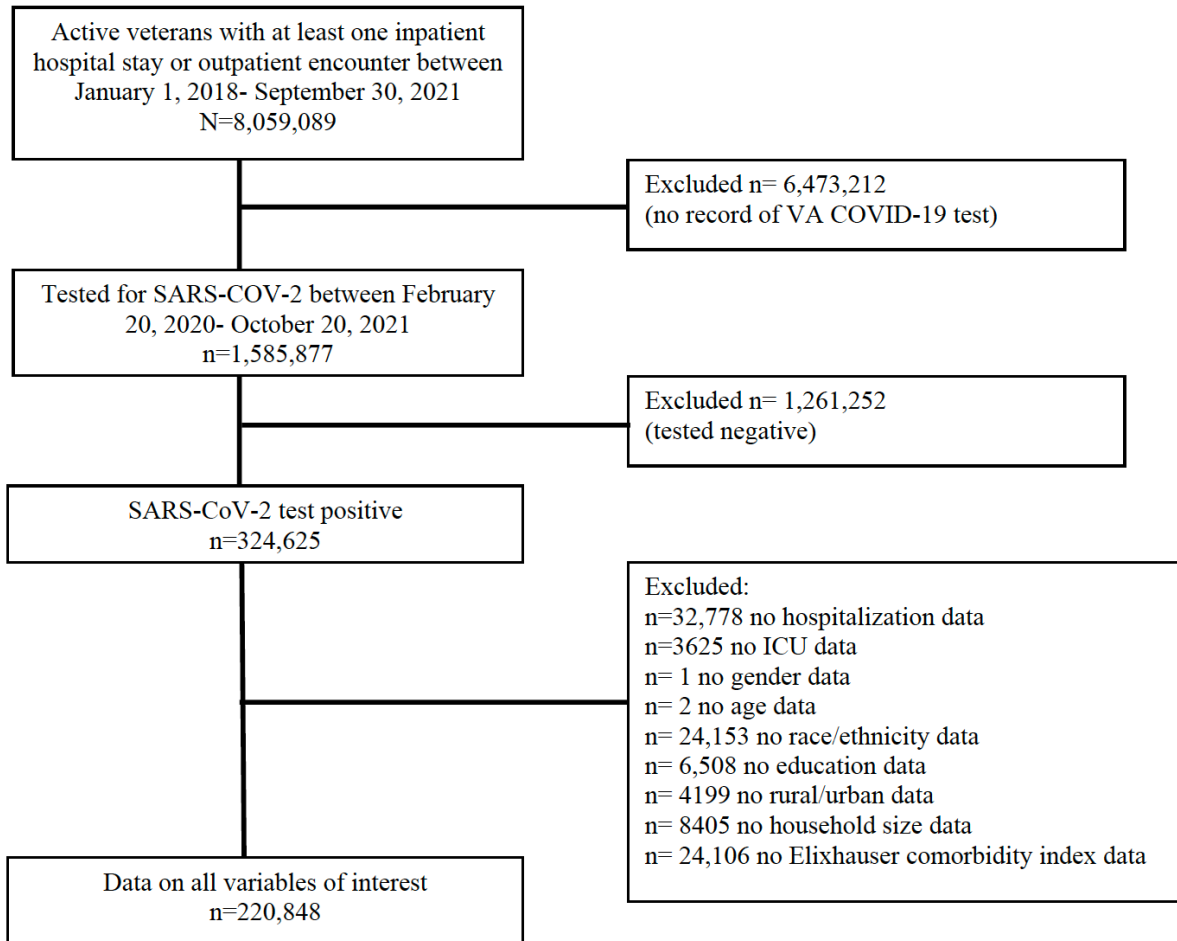 Active veterans with at least one inpatient
hospital stay or outpatient encounter between
January 1, 2018- September 30, 2021
N=8,059,089
Excluded n= 6,473,212
(no record of VA COVID-19 test)
Tested for SARS-COV-2 between February
20, 2020- October 20, 2021
n=1,585,877
Excluded n= 1,261,252
(tested negative)
SARS-CoV-2 test positive
n=324,625
Excluded:
n=32,778 no hospitalization data
n=3625 no ICU data
n= 1 no gender data
n= 2 no age data
n= 24,153 no race/ethnicity data
n= 6,508 no education data
n= 4199 no rural/urban data
n= 8405 no household size data
n= 24,106 no Elixhauser comorbidity index data
Data on all variables of interest
n=220,848